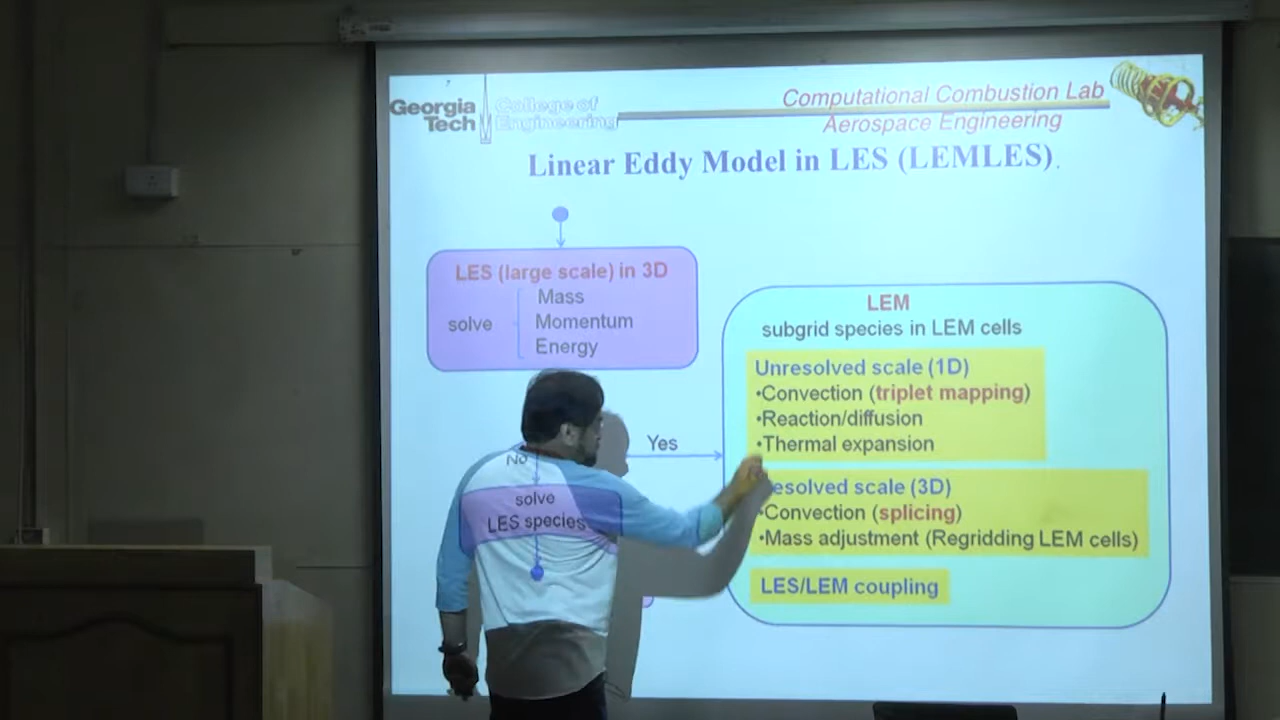 Georgia
Tech
College of
Engineering
Computational Combustion Lab
Aerospace Engineering
Linear Eddy Model in LES (LEMLES).
LES (large scale) in 3D
solve
Mass
Momentum
Energy
Yes
No
solve
LES species
LEM
subgrid species in LEM cells
Unresolved scale (1D)
•Convection (triplet mapping)
•Reaction/diffusion
•Thermal expansion
esolved scale (3D)
•Convection (splicing)
•Mass adjustment (Regridding LEM cells)
LES/LEM coupling